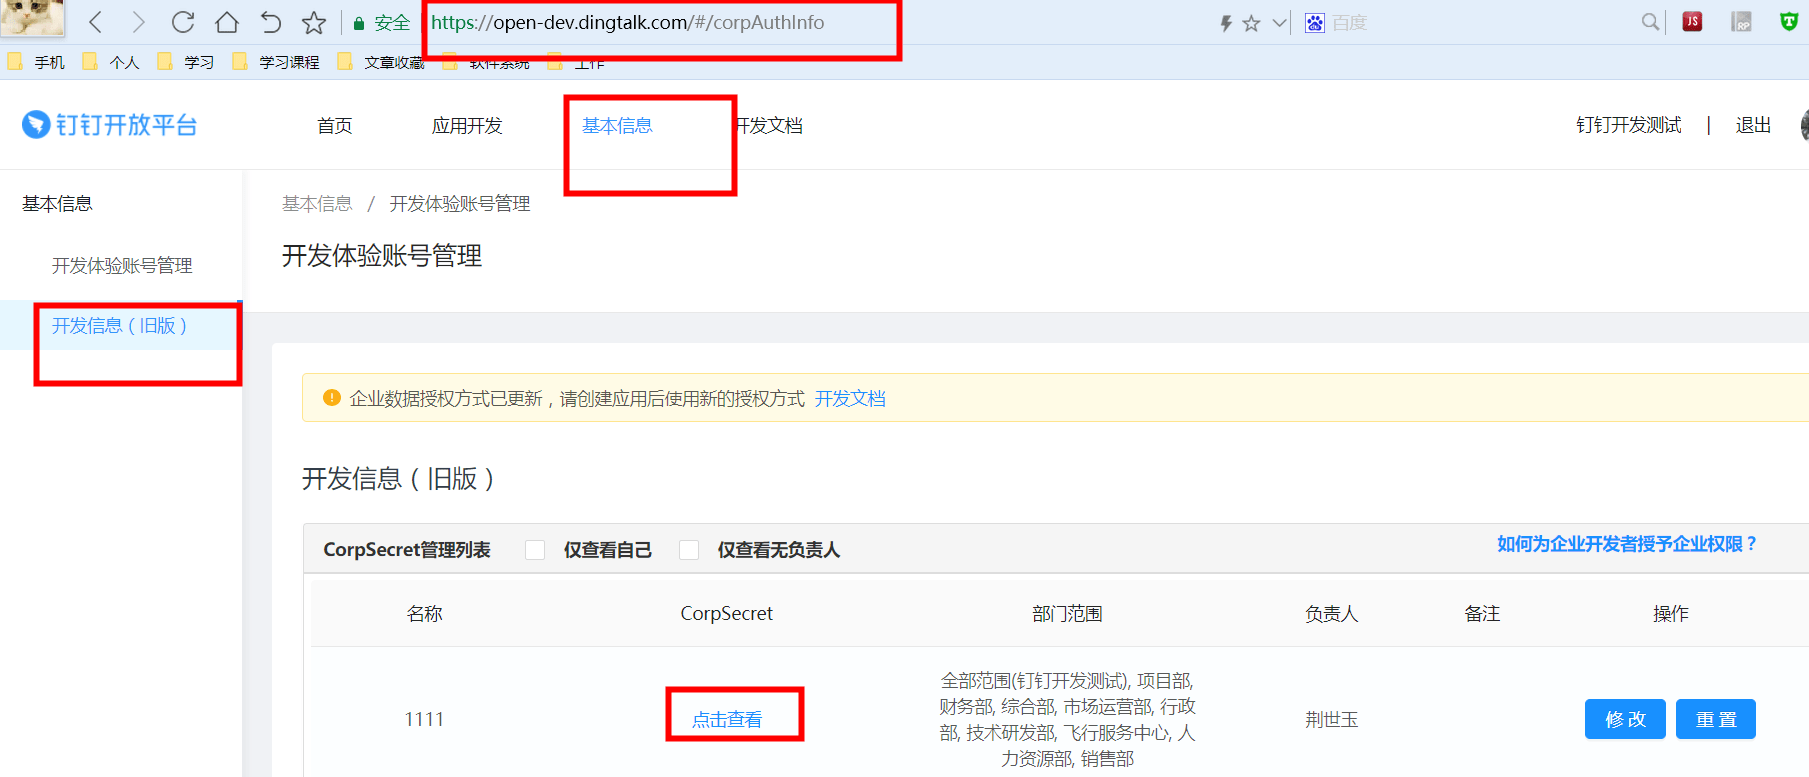 安全 https://open-dev.dingtalk.com/#/corpAuthInfo 百度
手机 个人 学习 学习课程 文章收藏 软件系统 工作
钉钉开放平台 首页 应用开发 基本信息 开发文档 钉钉开发测试 | 退出
基本信息
开发体验账号管理
开发信息（旧版）
基本信息 / 开发体验账号管理
开发体验账号管理
企业数据授权方式已更新，请创建应用后使用新的授权方式 开发文档
开发信息（旧版）
CorpSecret管理列表 仅查看自己 仅查看无负责人 如何为企业开发者授予企业权限？
名称 CorpSecret 部门范围 负责人 备注 操作
1111 点击查看
全部范围(钉钉开发测试), 项目部,
财务部, 综合部, 市场运营部, 行政
部, 技术研发部, 飞行服务中心, 人
力资源部, 销售部
荆世玉 修 改 重 置